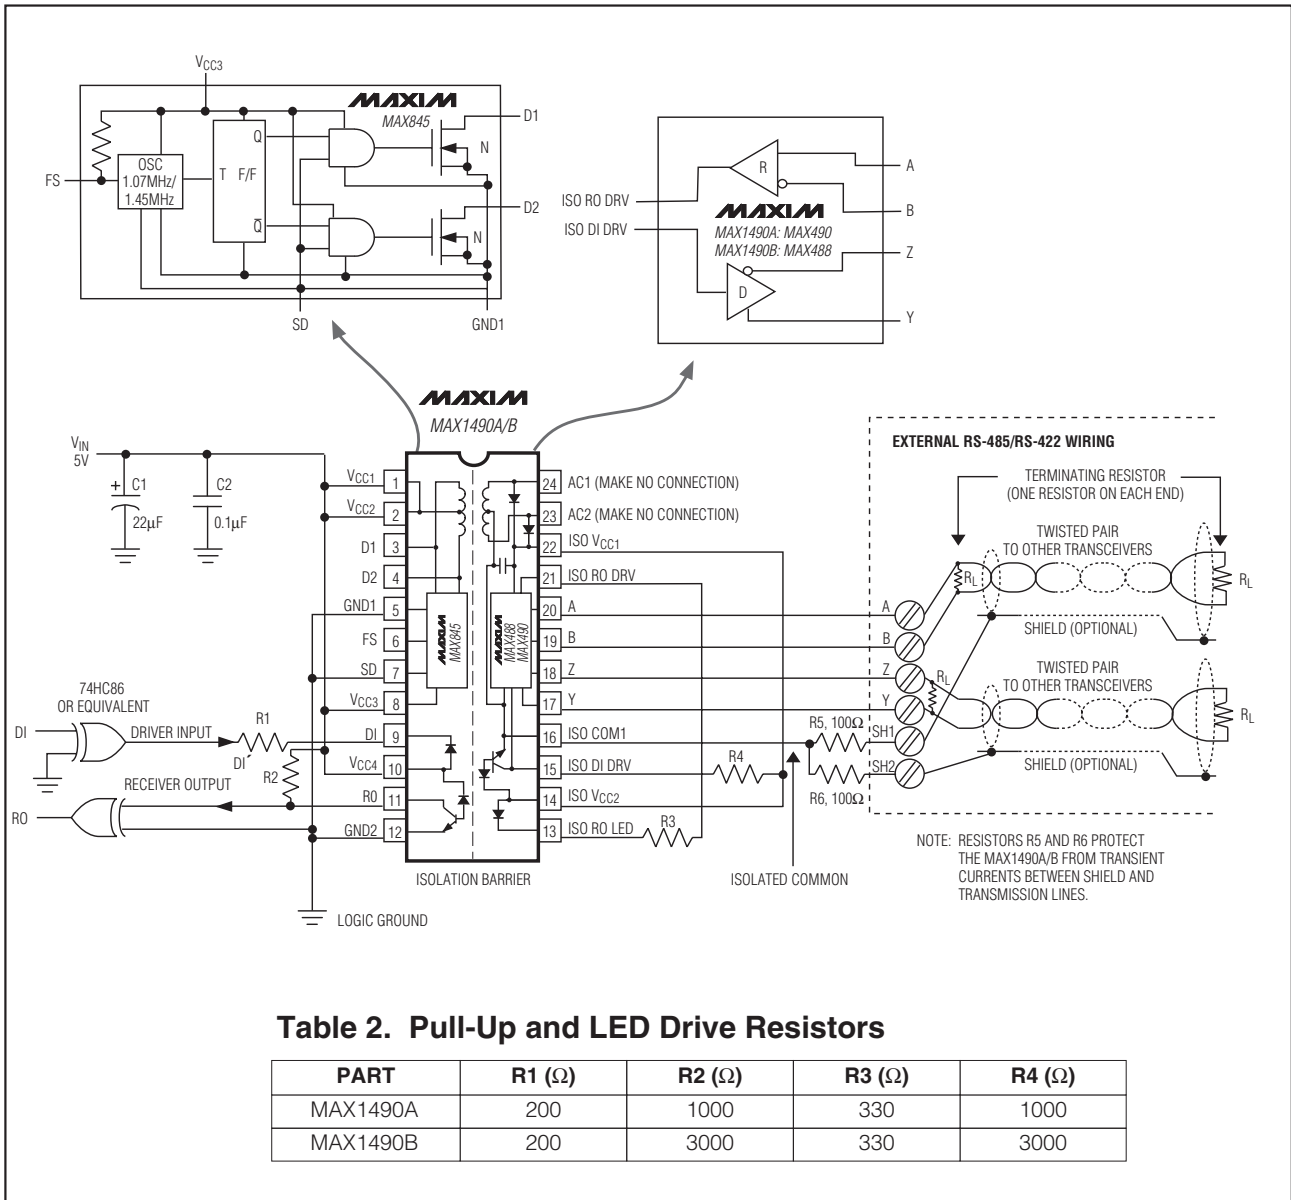 VCC3
MAXIM
MAX845
D1
Q
N
OSC
1.07MHz/
1.45MHz
T F/F
FS
D2
Q̅
N
SD
GND1
R
A
ISO RO DRV
B
ISO DI DRV
MAXIM
MAX1490A: MAX490
MAX1490B: MAX488
Z
D
Y
MAXIM
MAX1490A/B
VIN
5V
+ C1
22µF
C2
0.1µF
VCC1
1
VCC2
2
D1
3
D2
4
GND1
5
FS
6
SD
7
VCC3
8
DI
9
VCC4
10
R0
11
GND2
12
MAXIM
MAX845
MAXIM
MAX488
MAX490
24 AC1 (MAKE NO CONNECTION)
23 AC2 (MAKE NO CONNECTION)
22 ISO VCC1
21 ISO RO DRV
20 A
19 B
18 Z
17 Y
16 ISO COM1
15 ISO DI DRV
14 ISO VCC2
13 ISO RO LED
R3
R4
ISOLATION BARRIER
ISOLATED COMMON
74HC86
OR EQUIVALENT
DI
DRIVER INPUT
R1
DI´
R2
RECEIVER OUTPUT
RO
LOGIC GROUND
EXTERNAL RS-485/RS-422 WIRING
TERMINATING RESISTOR
(ONE RESISTOR ON EACH END)
TWISTED PAIR
TO OTHER TRANSCEIVERS
RL
RL
A
B
SHIELD (OPTIONAL)
Z
Y
RL
TWISTED PAIR
TO OTHER TRANSCEIVERS
RL
R5, 100Ω
SH1
SH2
R6, 100Ω
SHIELD (OPTIONAL)
NOTE: RESISTORS R5 AND R6 PROTECT
THE MAX1490A/B FROM TRANSIENT
CURRENTS BETWEEN SHIELD AND
TRANSMISSION LINES.
Table 2. Pull-Up and LED Drive Resistors
PART R1 (Ω) R2 (Ω) R3 (Ω) R4 (Ω)
MAX1490A 200 1000 330 1000
MAX1490B 200 3000 330 3000